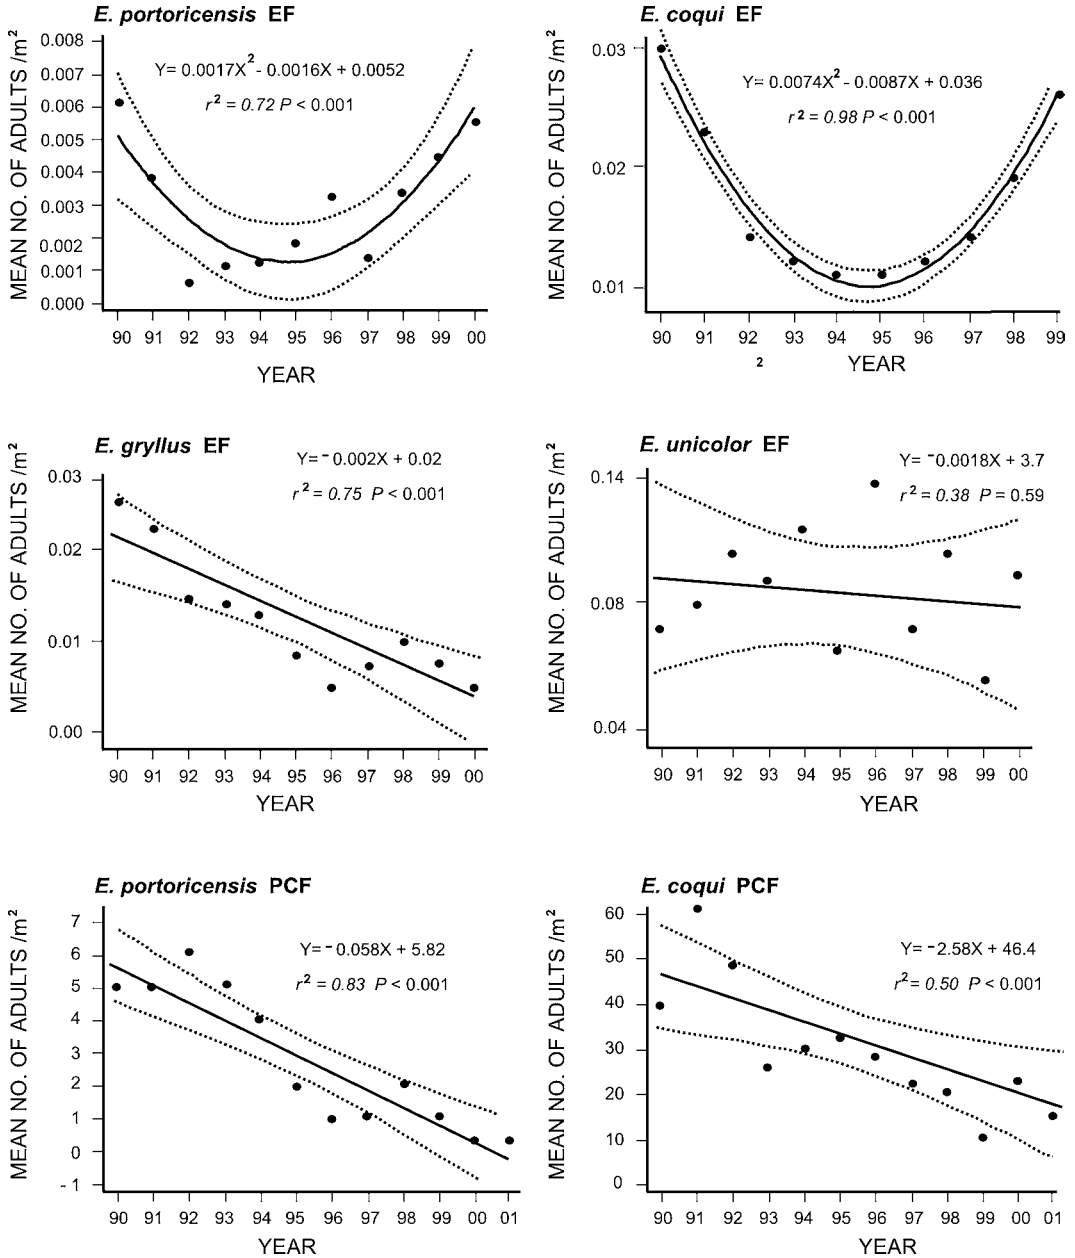 E. portoricensis EF
MEAN NO. OF ADULTS /m²
Y= 0.0017X² - 0.0016X + 0.0052
r² = 0.72 P < 0.001
0.008
0.007
0.006
0.005
0.004
0.003
0.002
0.001
0.000
90 91 92 93 94 95 96 97 98 99 00
YEAR
E. coqui EF
MEAN NO. OF ADULTS /m²
Y= 0.0074X² - 0.0087X + 0.036
r² = 0.98 P < 0.001
0.03
0.02
0.01
90 91 92 93 94 95 96 97 98 99
2
YEAR
E. gryllus EF
MEAN NO. OF ADULTS /m²
Y= -0.002X + 0.02
r² = 0.75 P < 0.001
0.03
0.02
0.01
0.00
90 91 92 93 94 95 96 97 98 99 00
YEAR
E. unicolor EF
MEAN NO. OF ADULTS /m²
Y= -0.0018X + 3.7
r² = 0.38 P = 0.59
0.14
0.08
0.04
90 91 92 93 94 95 96 97 98 99 00
YEAR
E. portoricensis PCF
MEAN NO. OF ADULTS /m²
Y= -0.058X + 5.82
r² = 0.83 P < 0.001
7
6
5
4
3
2
1
0
-1
90 91 92 93 94 95 96 97 98 99 00 01
YEAR
E. coqui PCF
MEAN NO. OF ADULTS /m²
Y= -2.58X + 46.4
r² = 0.50 P < 0.001
60
50
40
30
20
10
0
90 91 92 93 94 95 96 97 98 99 00 01
YEAR